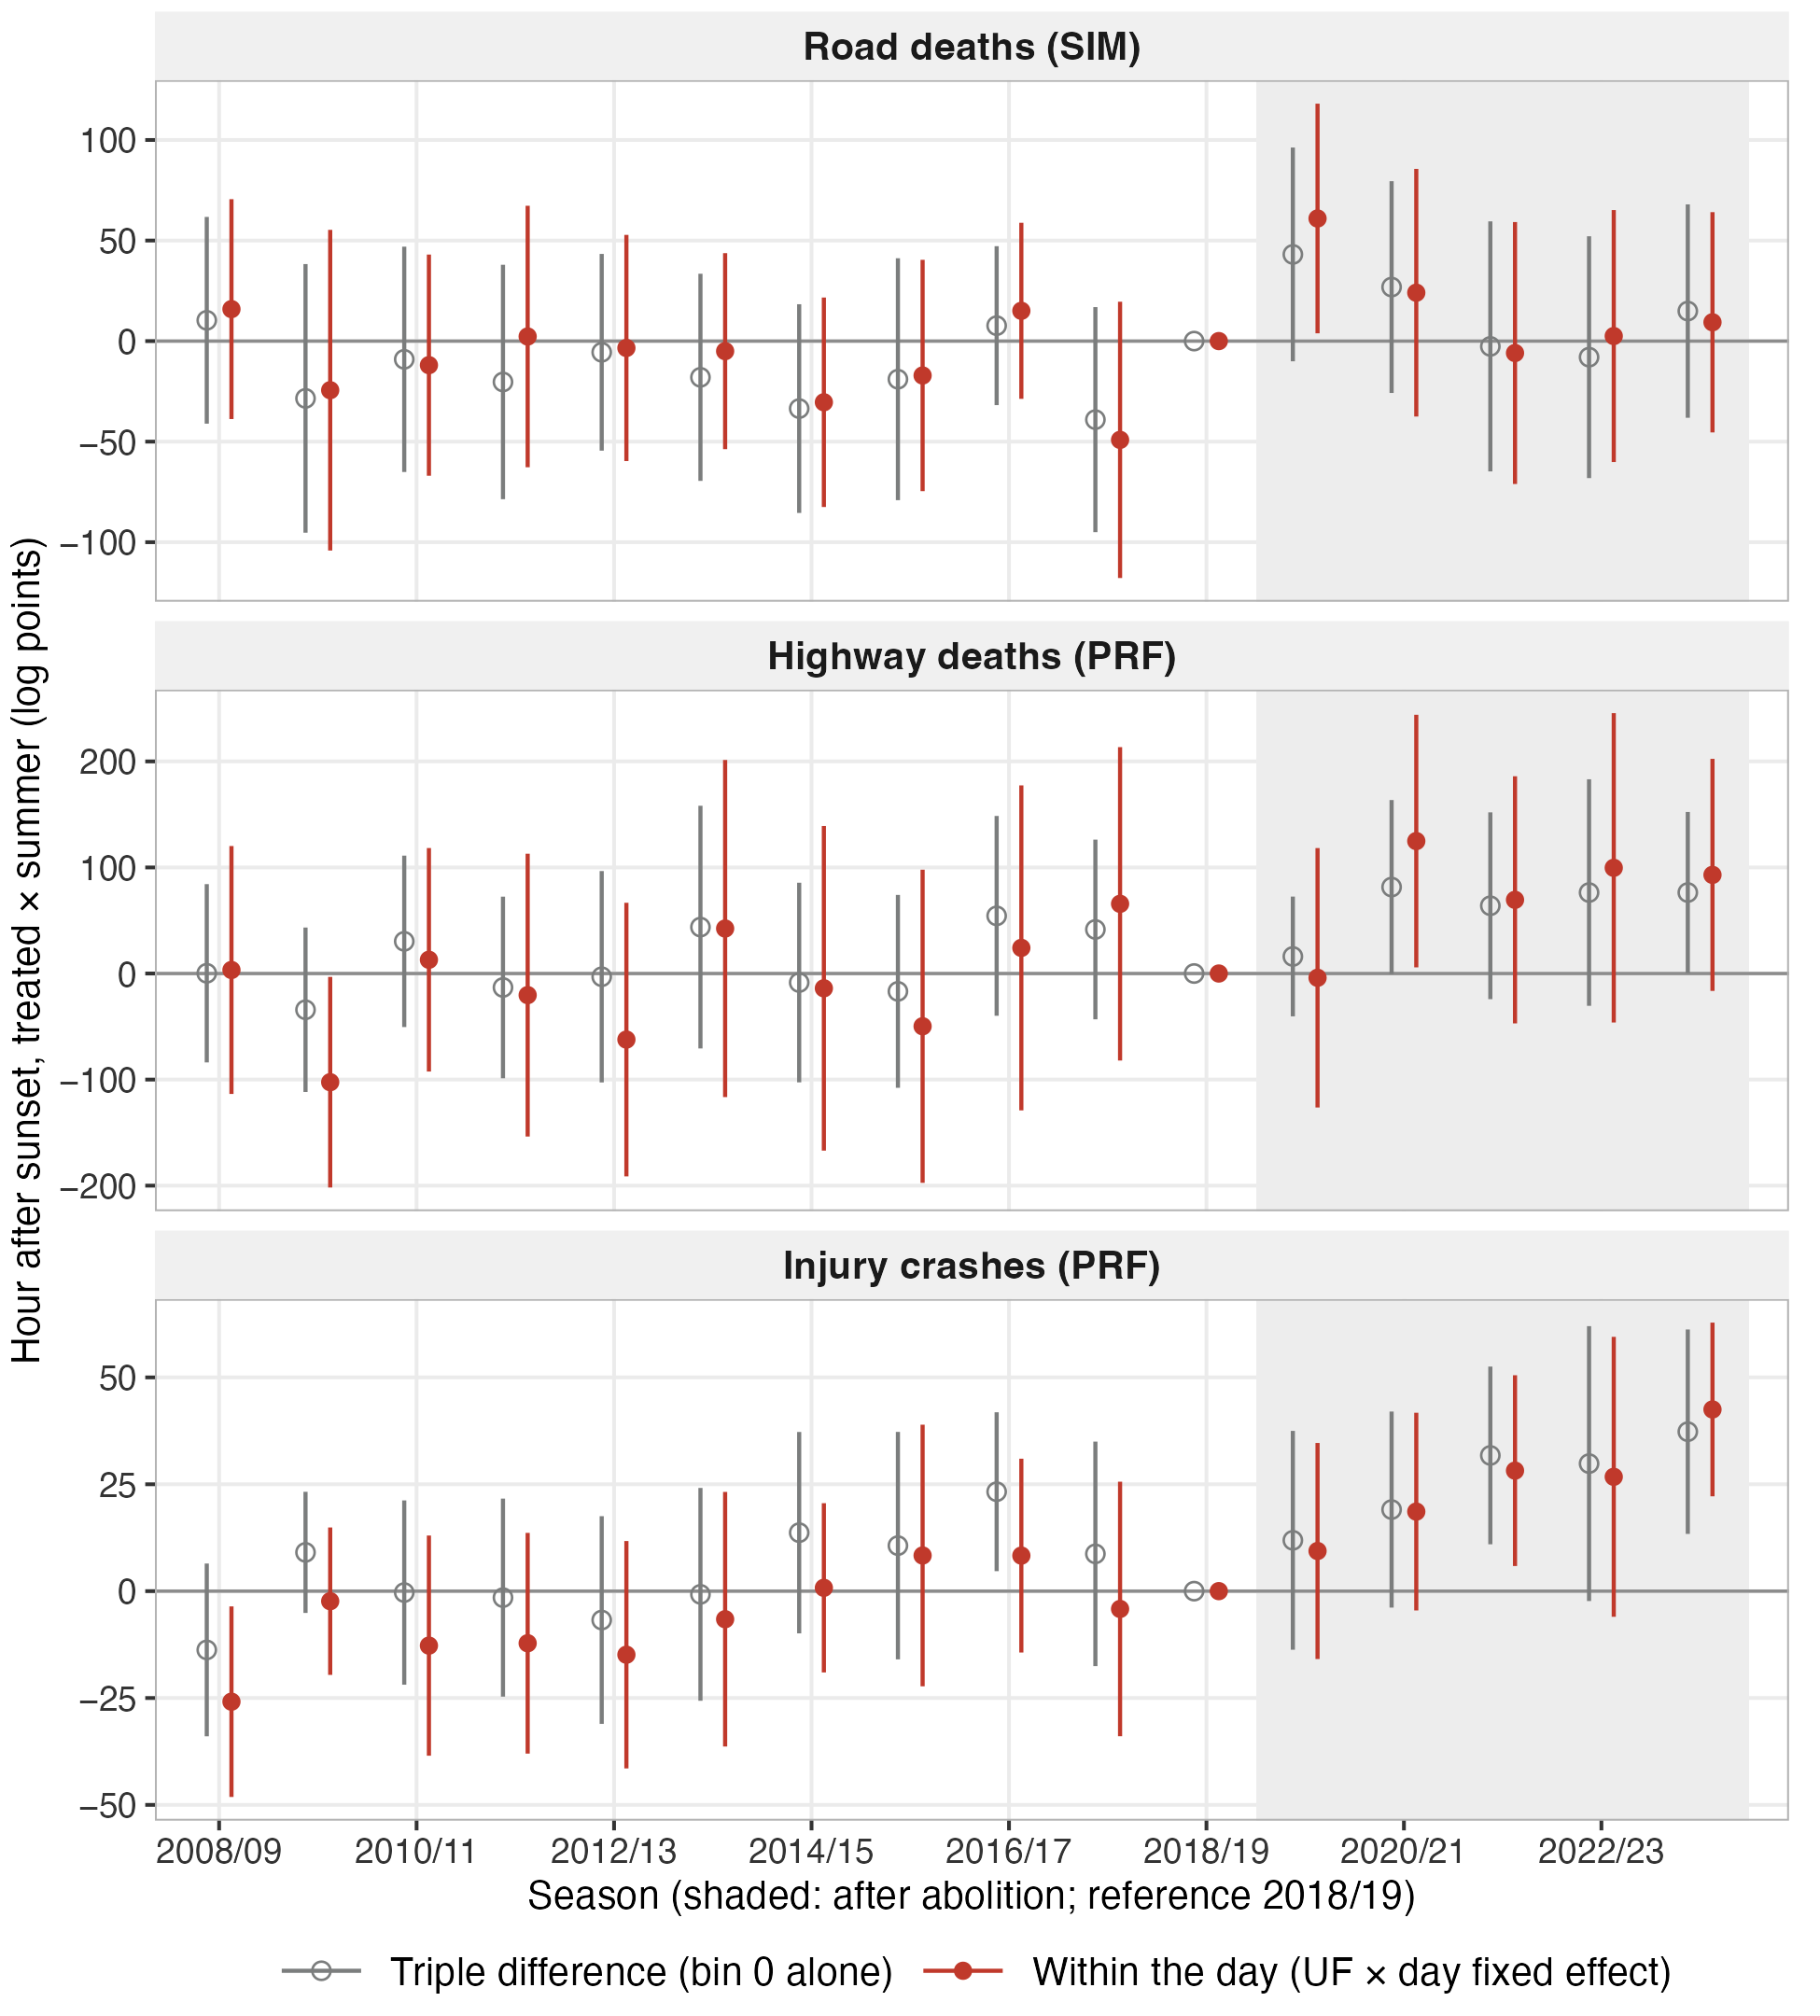 Road deaths (SIM)
100
50
0
−50
−100
Highway deaths (PRF)
200
100
0
−100
−200
Injury crashes (PRF)
50
25
0
−25
−50
Hour after sunset, treated × summer (log points)
2008/09 2010/11 2012/13 2014/15 2016/17 2018/19 2020/21 2022/23
Season (shaded: after abolition; reference 2018/19)
Triple difference (bin 0 alone) Within the day (UF × day fixed effect)